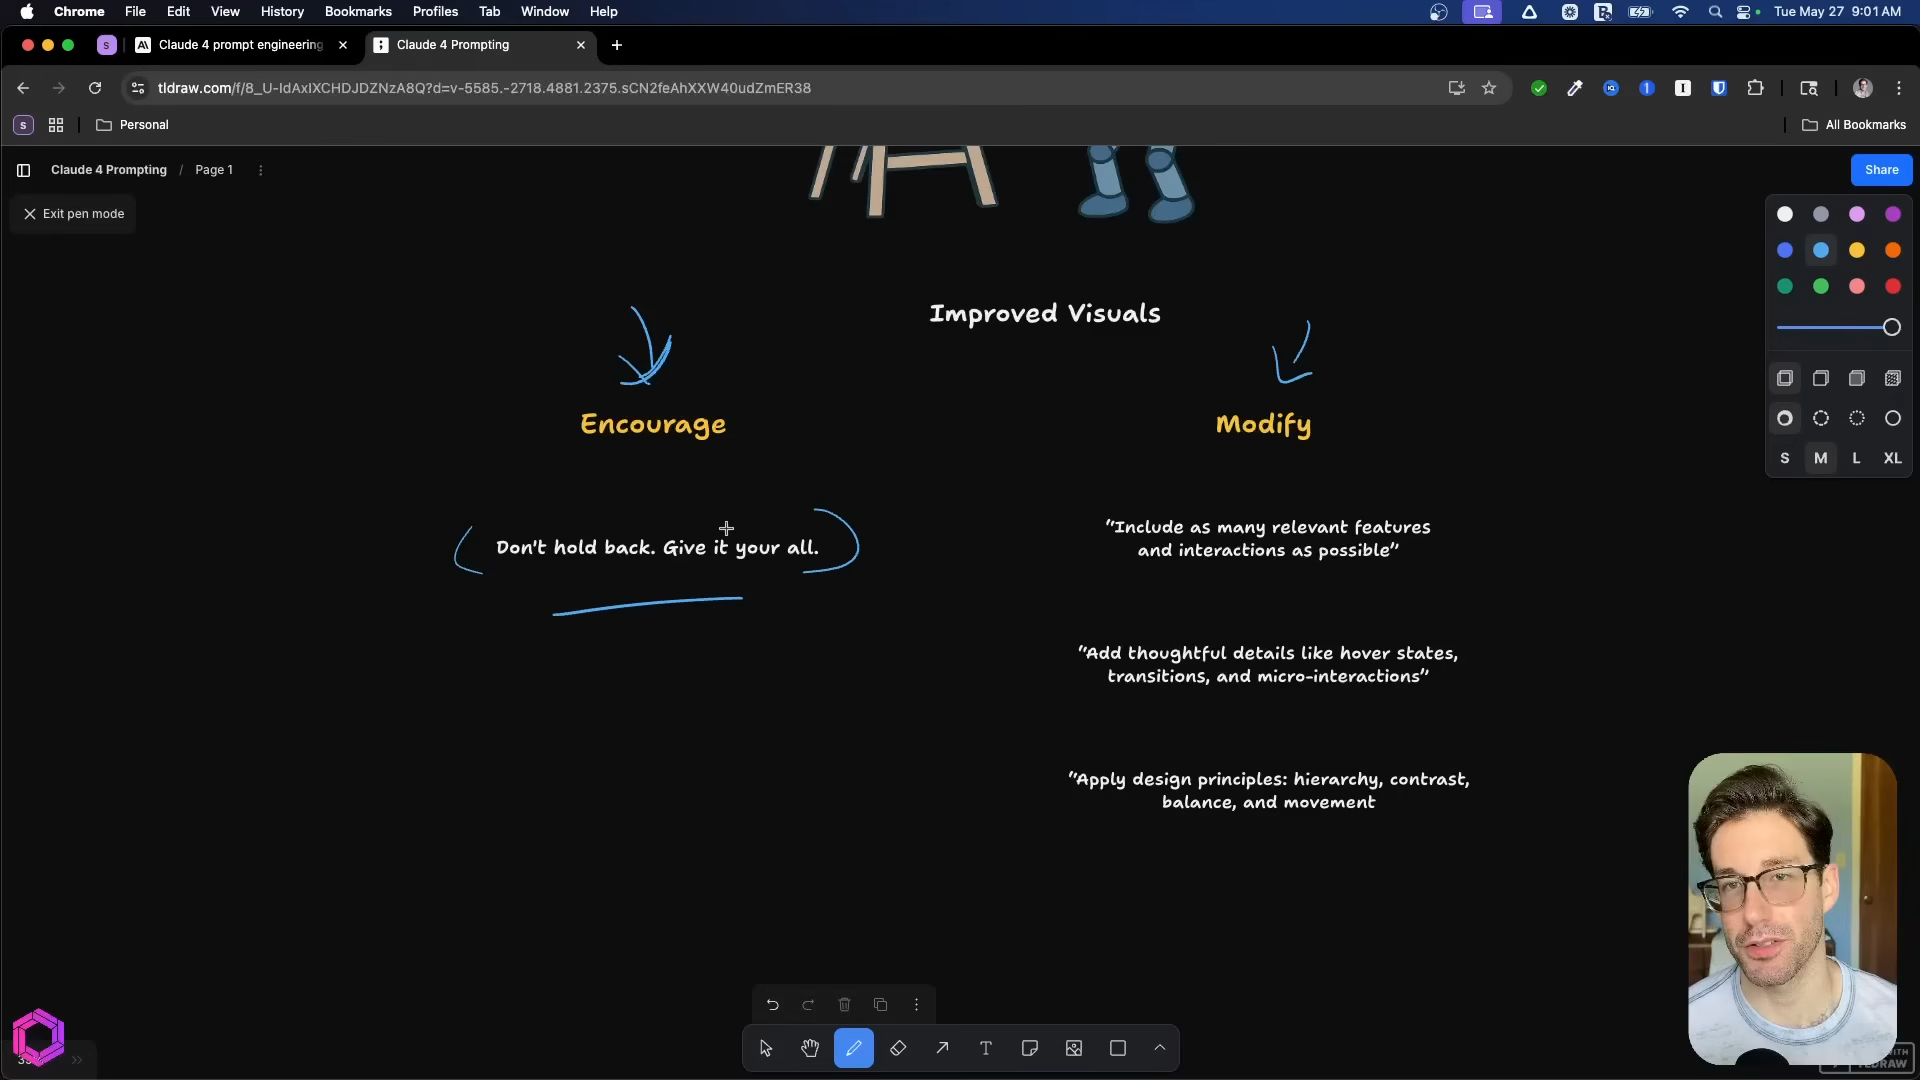 Chrome File Edit View History Bookmarks Profiles Tab Window Help Tue May 27 9:01 AM
S Claude 4 prompt engineering Claude 4 Prompting
tldraw.com/f/8_U-IdAxIXCHDJDZNzA8Q?d=v-5585.-2718.4881.2375.sCN2feAhXXW40udZmER38
S Personal All Bookmarks
Claude 4 Prompting / Page 1 Share
Exit pen mode
Improved Visuals
Encourage
Modify
S M L XL
Don't hold back. Give it your all.
"Include as many relevant features
and interactions as possible"
"Add thoughtful details like hover states,
transitions, and micro-interactions"
"Apply design principles: hierarchy, contrast,
balance, and movement